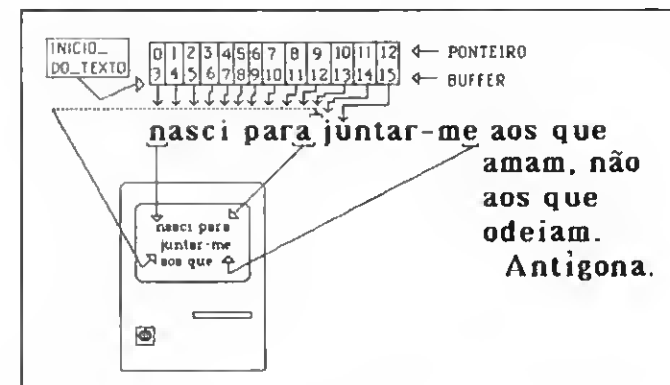 INICIO_
DO_TEXTO
0 1 2 3 4 5 6 7 8 9 10 11 12
3 4 5 6 7 8 9 10 11 12 13 14 15
← PONTEIRO
← BUFFER
nasci para juntar-me aos que
amam, não
aos que
odeiam.
Antìgona.
nasci para
juntar-me
aos que